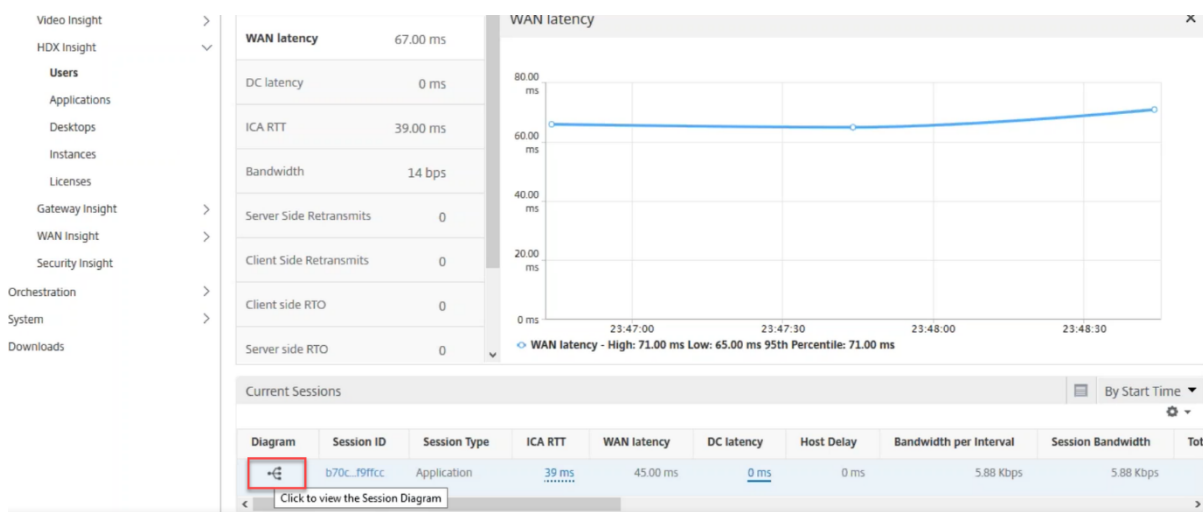 Video Insight
HDX Insight
Users
Applications
Desktops
Instances
Licenses
Gateway Insight
WAN Insight
Security Insight
Orchestration
System
Downloads
WAN latency 67.00 ms
DC latency 0 ms
ICA RTT 39.00 ms
Bandwidth 14 bps
Server Side Retransmits 0
Client Side Retransmits 0
Client side RTO 0
Server side RTO 0
WAN latency
80.00
ms
60.00
ms
40.00
ms
20.00
ms
0 ms
23:47:00 23:47:30 23:48:00 23:48:30
WAN latency - High: 71.00 ms Low: 65.00 ms 95th Percentile: 71.00 ms
Current Sessions By Start Time
Diagram Session ID Session Type ICA RTT WAN latency DC latency Host Delay Bandwidth per Interval Session Bandwidth Tot
b70c...f9ffcc Application 39 ms 45.00 ms 0 ms 0 ms 5.88 Kbps 5.88 Kbps
Click to view the Session Diagram